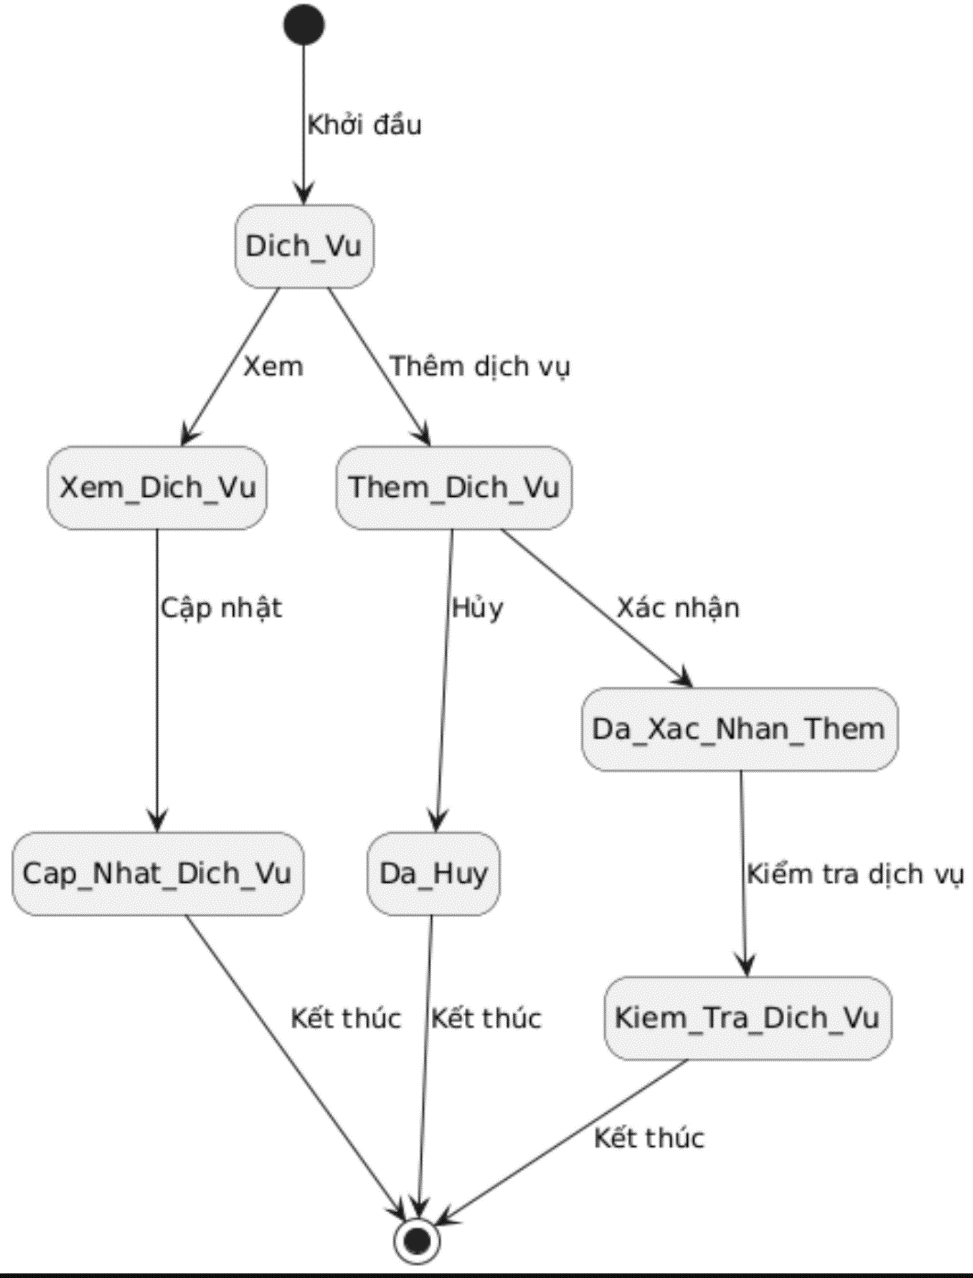 Khởi đầu
Dich_Vu
Xem
Thêm dịch vụ
Xem_Dich_Vu
Them_Dich_Vu
Cập nhật
Hủy
Xác nhận
Da_Xac_Nhan_Them
Cap_Nhat_Dich_Vu
Da_Huy
Kiểm tra dịch vụ
Kết thúc
Kết thúc
Kiem_Tra_Dich_Vu
Kết thúc